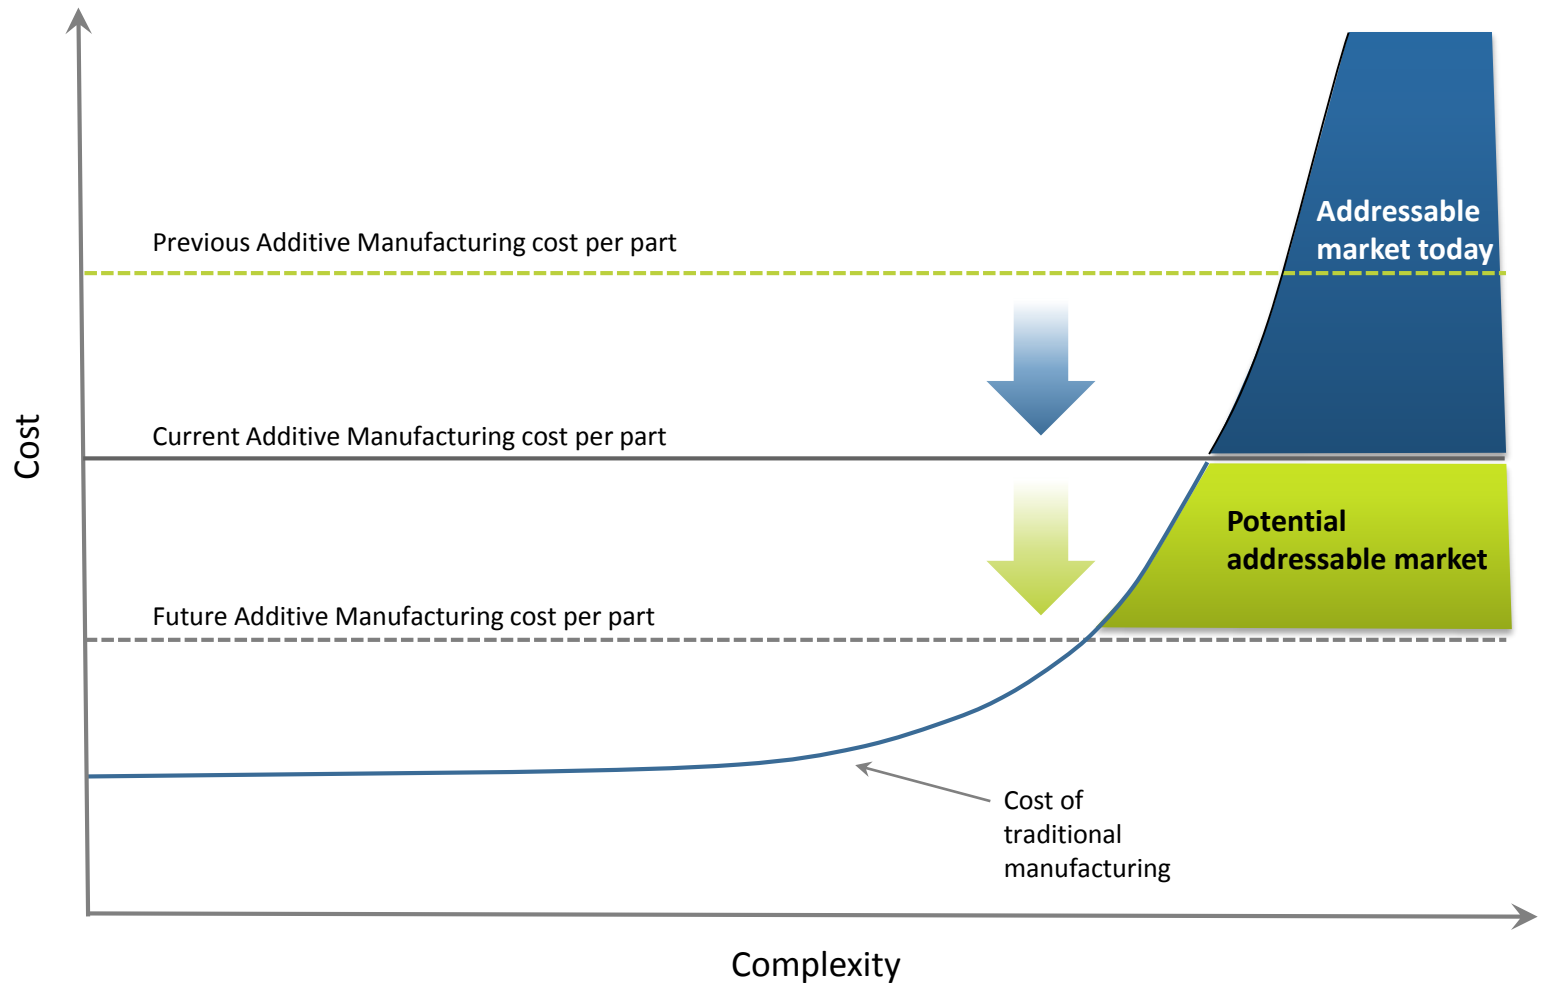 Addressable
market today
Previous Additive Manufacturing cost per part
Cost
Current Additive Manufacturing cost per part
Potential
addressable market
Future Additive Manufacturing cost per part
Cost of
traditional
manufacturing
Complexity